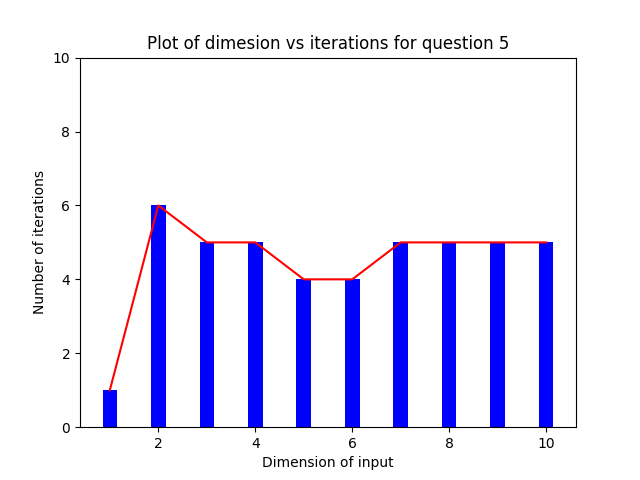 Plot of dimesion vs iterations for question 5
10
8
6
4
2
0
Number of iterations
2 4 6 8 10
Dimension of input